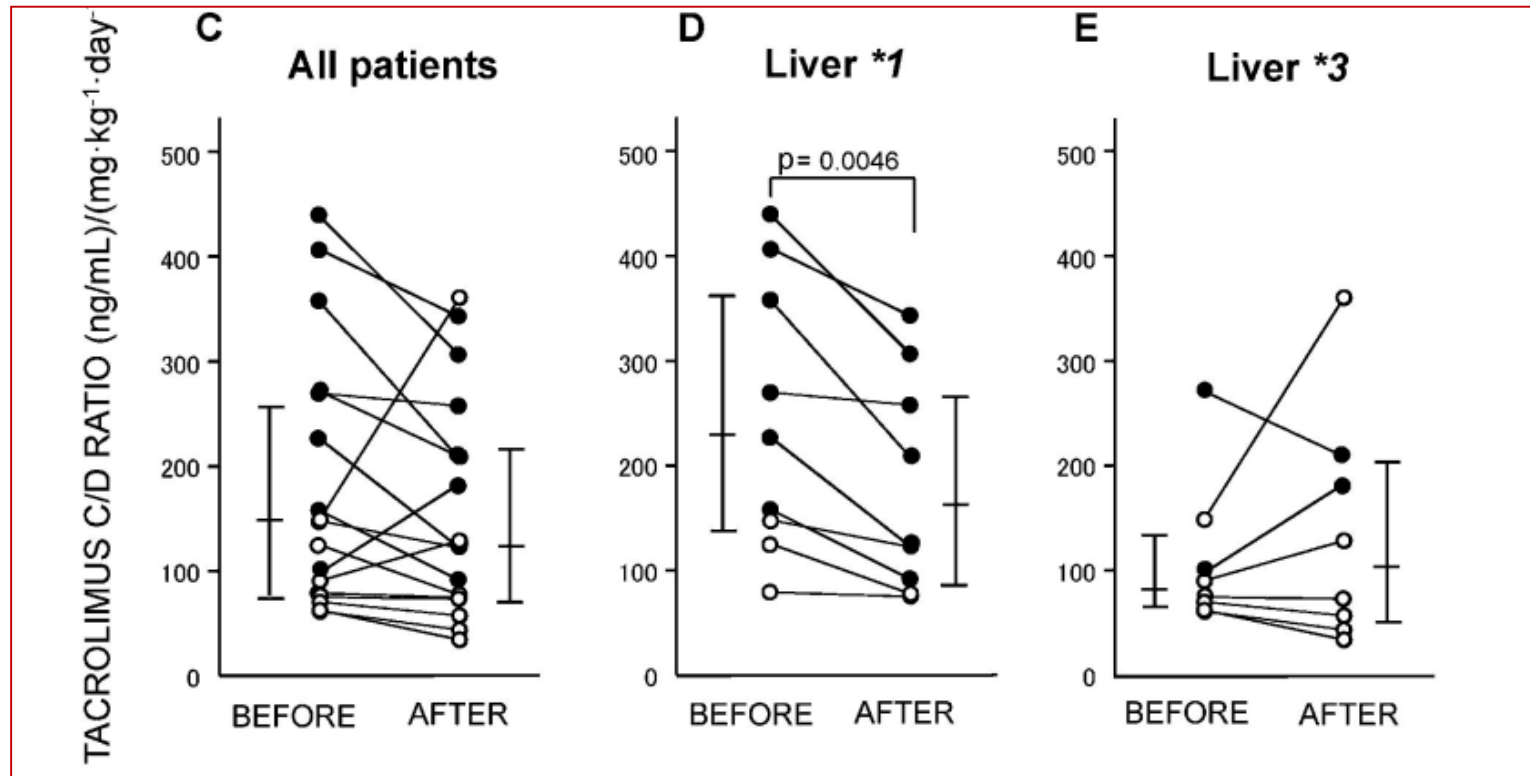 C
All patients
D
Liver *1
E
Liver *3
TACROLIMUS C/D RATIO (ng/mL)/(mg·kg⁻¹·day⁻
500
400
300
200
100
0
BEFORE AFTER
p= 0.0046
500
400
300
200
100
0
BEFORE AFTER
500
400
300
200
100
0
BEFORE AFTER